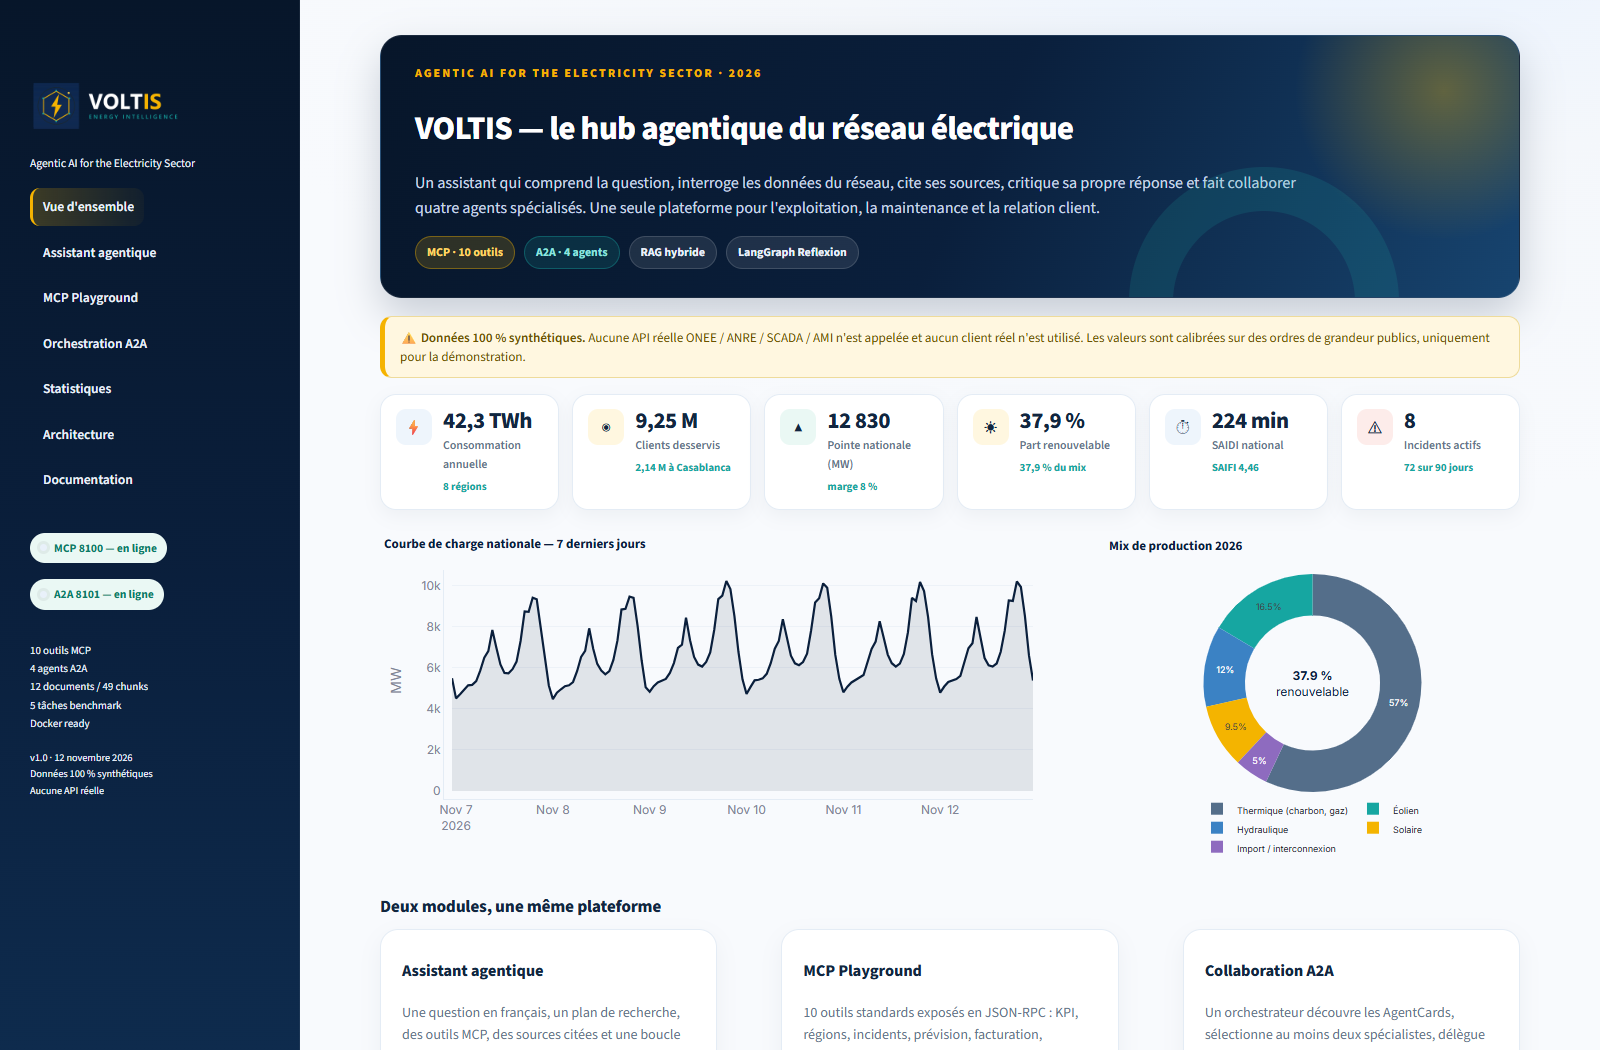 VOLTIS
ENERGY INTELLIGENCE
Agentic AI for the Electricity Sector
Vue d'ensemble
Assistant agentique
MCP Playground
Orchestration A2A
Statistiques
Architecture
Documentation
MCP 8100 — en ligne
A2A 8101 — en ligne
10 outils MCP
4 agents A2A
12 documents / 49 chunks
5 tâches benchmark
Docker ready
v1.0 · 12 novembre 2026
Données 100 % synthétiques
Aucune API réelle
AGENTIC AI FOR THE ELECTRICITY SECTOR · 2026
VOLTIS — le hub agentique du réseau électrique
Un assistant qui comprend la question, interroge les données du réseau, cite ses sources, critique sa propre réponse et fait collaborer
quatre agents spécialisés. Une seule plateforme pour l'exploitation, la maintenance et la relation client.
MCP · 10 outils
A2A · 4 agents
RAG hybride
LangGraph Reflexion
⚠️ Données 100 % synthétiques. Aucune API réelle ONEE / ANRE / SCADA / AMI n'est appelée et aucun client réel n'est utilisé. Les valeurs sont calibrées sur des ordres de grandeur publics, uniquement
pour la démonstration.
42,3 TWh
Consommation
annuelle
8 régions
9,25 M
Clients desservis
2,14 M à Casablanca
12 830
Pointe nationale
(MW)
marge 8 %
37,9 %
Part renouvelable
37,9 % du mix
224 min
SAIDI national
SAIFI 4,46
8
Incidents actifs
72 sur 90 jours
Courbe de charge nationale — 7 derniers jours
MW
10k
8k
6k
4k
2k
0
Nov 7
2026
Nov 8
Nov 9
Nov 10
Nov 11
Nov 12
Mix de production 2026
16.5%
12%
9.5%
5%
57%
37.9 %
renouvelable
Thermique (charbon, gaz)
Éolien
Hydraulique
Solaire
Import / interconnexion
Deux modules, une même plateforme
Assistant agentique
Une question en français, un plan de recherche,
des outils MCP, des sources citées et une boucle
MCP Playground
10 outils standards exposés en JSON-RPC : KPI,
régions, incidents, prévision, facturation,
Collaboration A2A
Un orchestrateur découvre les AgentCards,
sélectionne au moins deux spécialistes, délègue